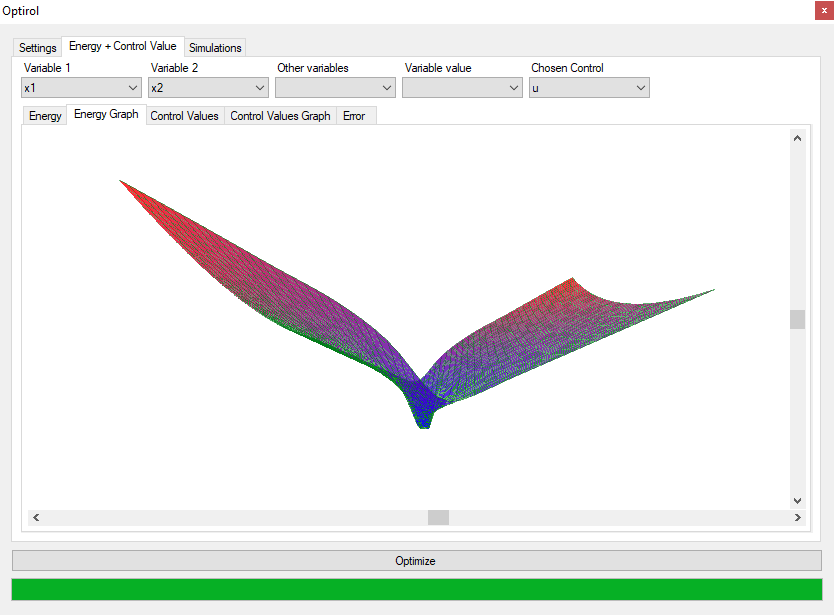 Optirol
x
Settings Energy + Control Value Simulations
Variable 1 Variable 2 Other variables Variable value Chosen Control
x1 x2 u
Energy Energy Graph Control Values Control Values Graph Error
Optimize